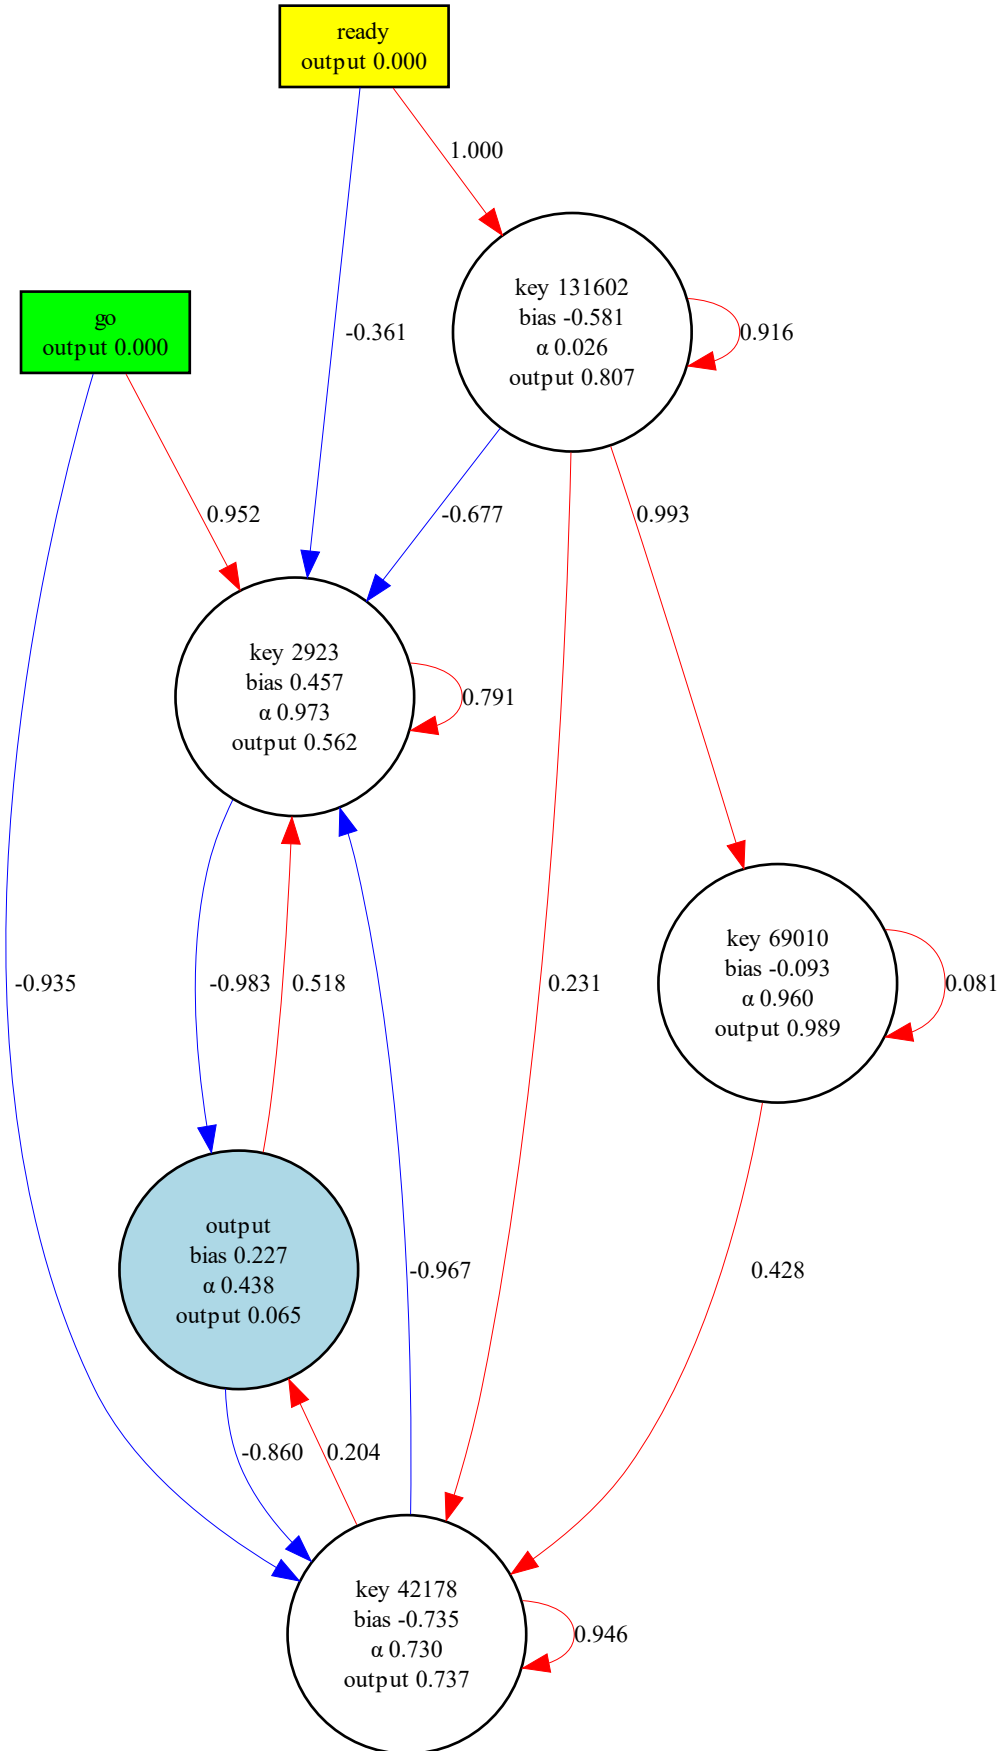 ready
output 0.000
1.000
key 131602
bias -0.581
α 0.026
output 0.807
0.916
go
output 0.000
-0.361
0.952
-0.677
0.993
key 2923
bias 0.457
α 0.973
output 0.562
0.791
key 69010
bias -0.093
α 0.960
output 0.989
0.081
-0.935
-0.983
0.518
0.231
output
bias 0.227
α 0.438
output 0.065
-0.967
0.428
-0.860
0.204
key 42178
bias -0.735
α 0.730
output 0.737
0.946